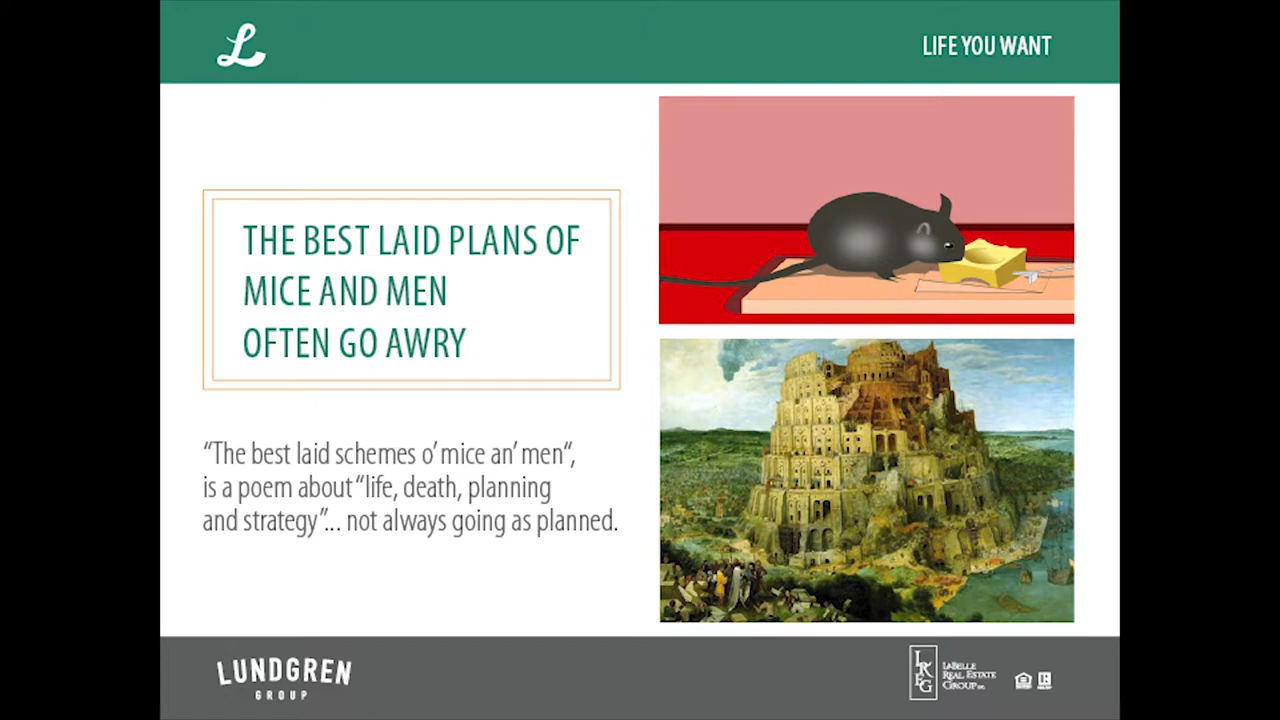 L
LIFE YOU WANT
THE BEST LAID PLANS OF
MICE AND MEN
OFTEN GO AWRY
“The best laid schemes o’ mice an’ men“,
is a poem about “life, death, planning
and strategy”... not always going as planned.
LUNDGREN
GROUP
LREG
LABELLE
REAL ESTATE
GROUP INC